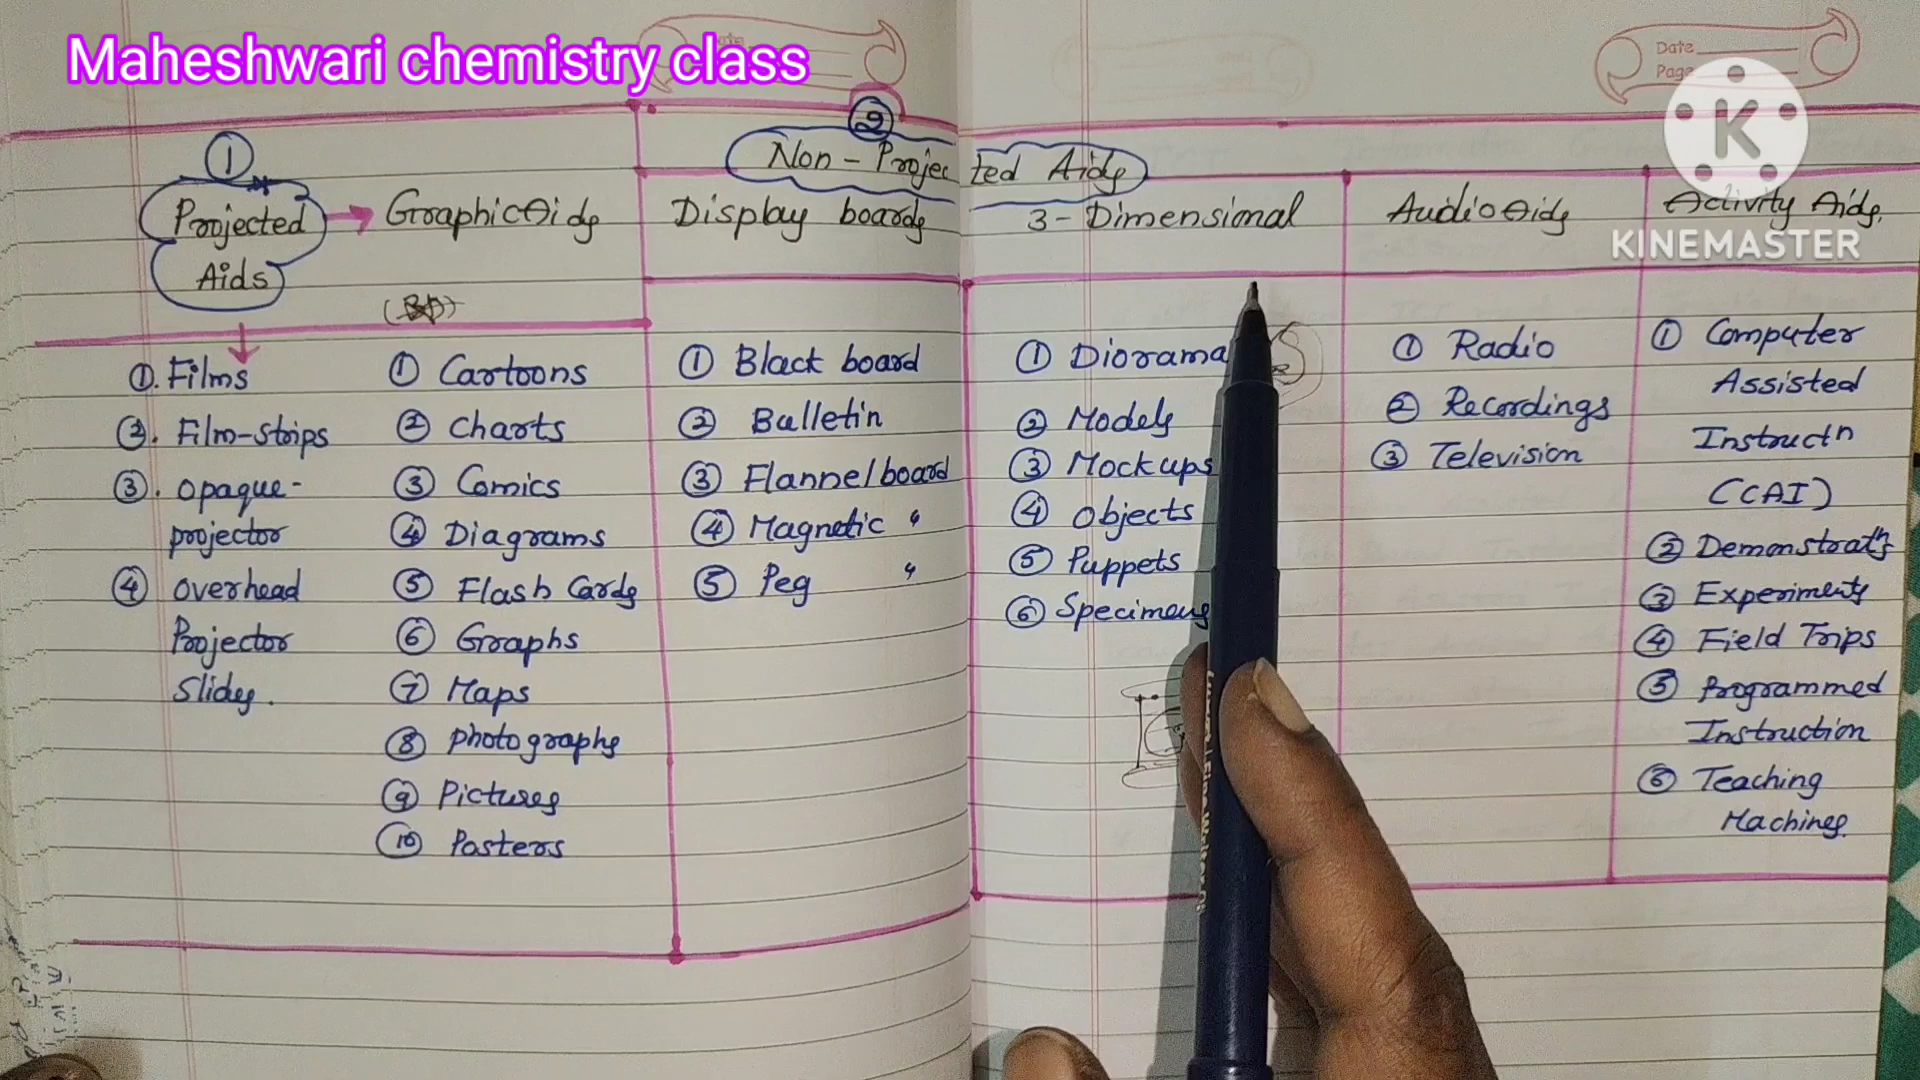 Maheshwari chemistry class
Date
Page
K
KINEMASTER
②
Non - Projected Aids
①
Projected
Aids
Graphic Aids
Display boards
3 - Dimensional
Audio Aids
Activity Aids.
①. Films
②. Film-strips
③. opaque-
projector
④ overhead
Projector
Slides.
① Cartoons
② Charts
③ Comics
④ Diagrams
⑤ Flash Cards
⑥ Graphs
⑦ Maps
⑧ photographs
⑨ Pictures
⑩ Posters
① Black board
② Bulletin
③ Flannel board
④ Magnetic "
⑤ Peg "
① Diorama
② Models
③ Mockups
④ objects
⑤ Puppets
⑥ Specimens
① Radio
② Recordings
③ Television
① Computer
Assisted
Instructn
(CAI)
② Demonstratns
③ Experiments
④ Field Trips
⑤ Programmed
Instruction
⑥ Teaching
Machines.